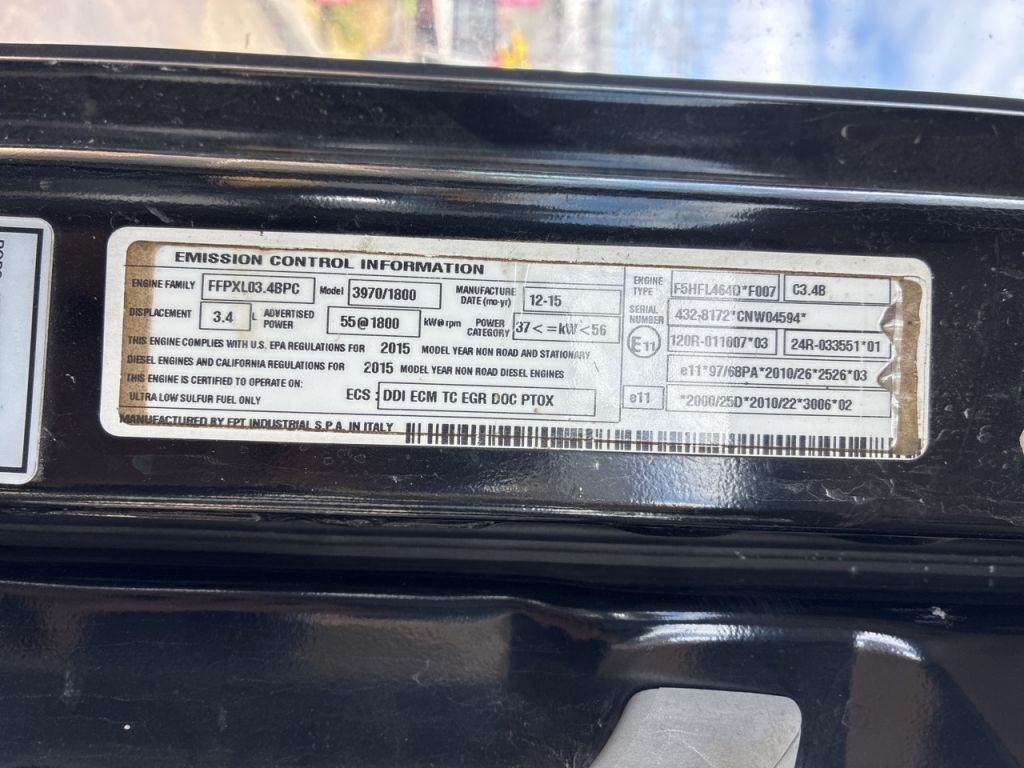 EMISSION CONTROL INFORMATION
ENGINE FAMILY FFPXL03.4BPC Model 3970/1800 MANUFACTURE DATE (mo-yr) 12-15
DISPLACEMENT 3.4 L ADVERTISED POWER 55@1800 kW@rpm POWER CATEGORY 37<=kW<56
THIS ENGINE COMPLIES WITH U.S. EPA REGULATIONS FOR 2015 MODEL YEAR NON ROAD AND STATIONARY
DIESEL ENGINES AND CALIFORNIA REGULATIONS FOR 2015 MODEL YEAR NON ROAD DIESEL ENGINES
THIS ENGINE IS CERTIFIED TO OPERATE ON:
ULTRA LOW SULFUR FUEL ONLY ECS: DDI ECM TC EGR DOC PTOX
MANUFACTURED BY FPT INDUSTRIAL S.P.A. IN ITALY
ENGINE TYPE F5HFL464D*F007 C3.4B
SERIAL NUMBER 432-8172*CNW04594*
E11 120R-011007*03 24R-033551*01
e11*97/68PA*2010/26*2526*03
e11 *2000/25D*2010/22*3006*02